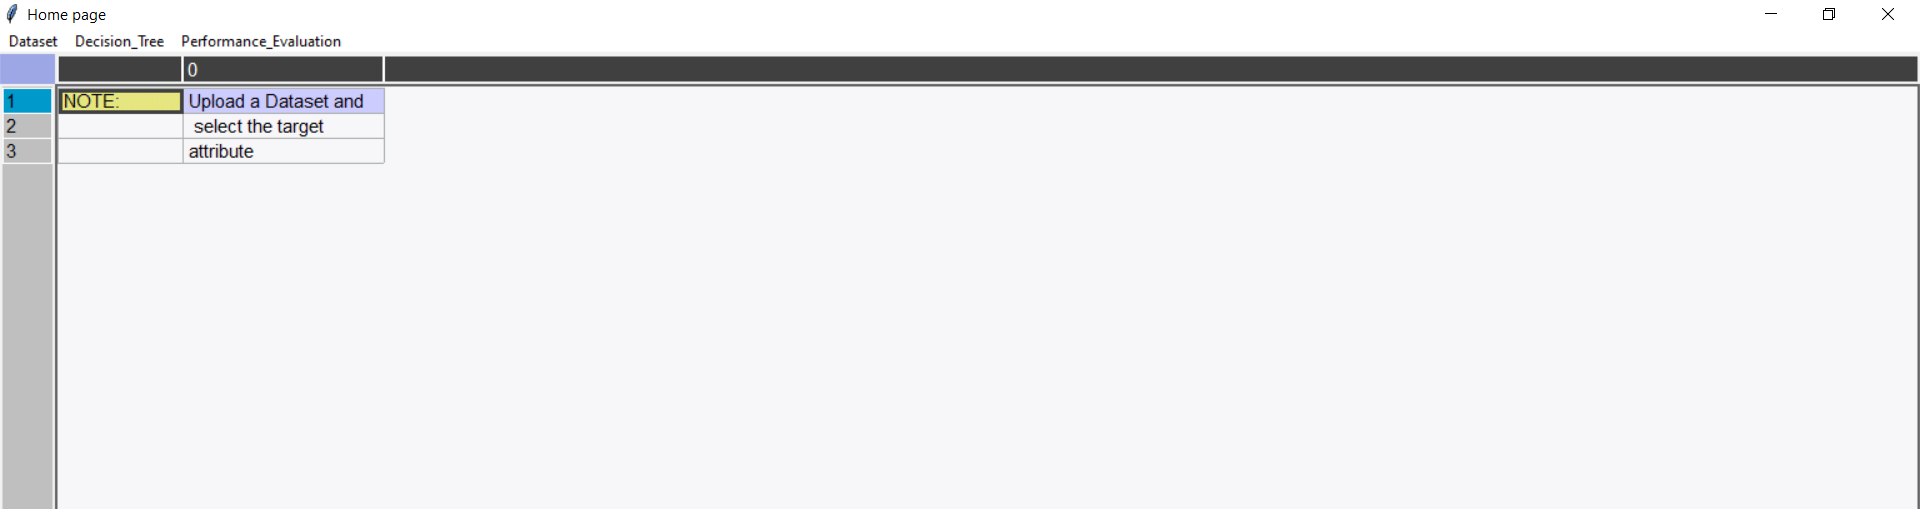 Home page
Dataset Decision_Tree Performance_Evaluation
0
1 NOTE: Upload a Dataset and
2 select the target
3 attribute